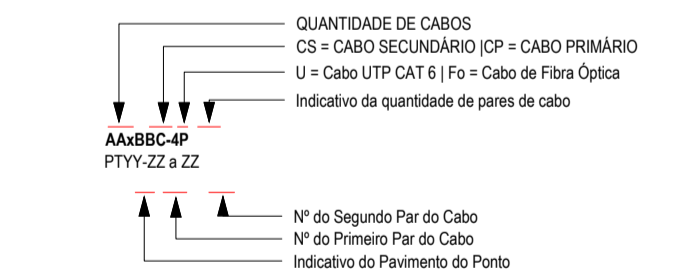 QUANTIDADE DE CABOS
CS = CABO SECUNDÁRIO |CP = CABO PRIMÁRIO
U = Cabo UTP CAT 6 | Fo = Cabo de Fibra Óptica
Indicativo da quantidade de pares de cabo
AAxBBC-4P
PTYY-ZZ a ZZ
Nº do Segundo Par do Cabo
Nº do Primeiro Par do Cabo
Indicativo do Pavimento do Ponto